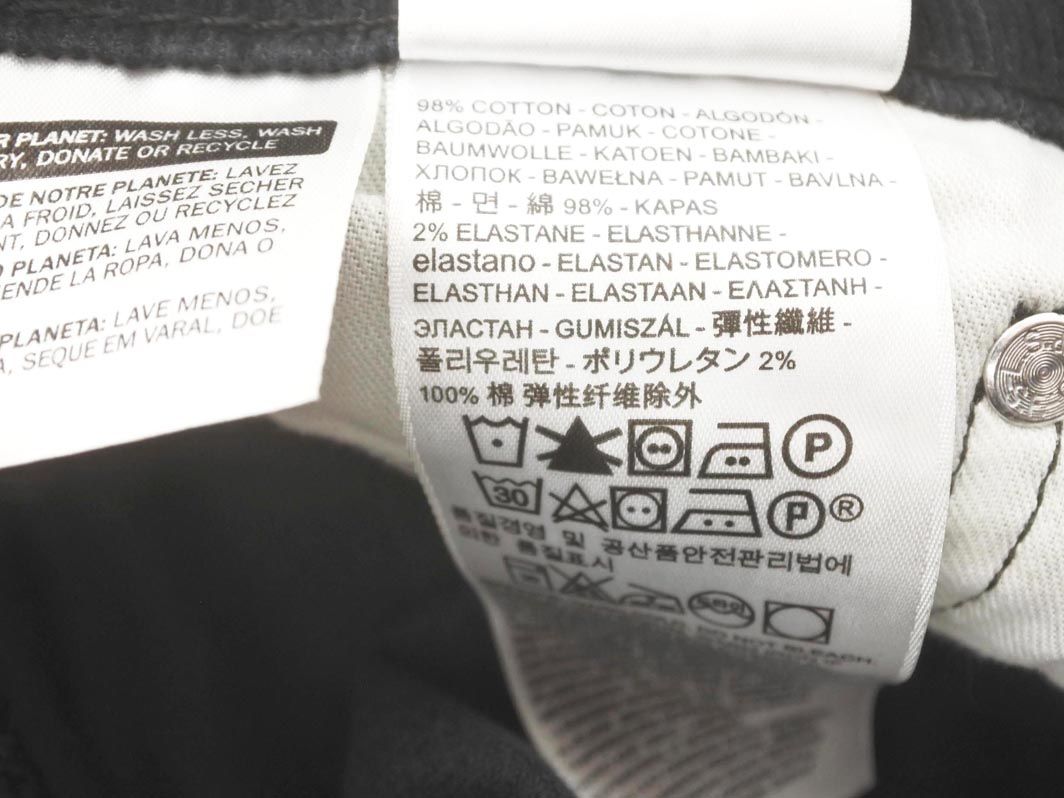 R PLANET: WASH LESS, WASH
RY, DONATE OR RECYCLE
DE NOTRE PLANETE: LAVEZ
A FROID, LAISSEZ SECHER
NT, DONNEZ OU RECYCLEZ
O PLANETA: LAVA MENOS,
ENDE LA ROPA, DONA O
PLANETA: LAVE MENOS,
A, SEQUE EM VARAL, DOE
98% COTTON - COTON - ALGODÓN -
ALGODÃO - PAMUK - COTONE -
BAUMWOLLE - KATOEN - BAMBAKI -
ХЛОПОК - BAWEŁNA - PAMUT - BAVLNA -
棉 - 면 - 綿 98% - KAPAS
2% ELASTANE - ELASTHANNE -
elastano - ELASTAN - ELASTOMERO -
ELASTHAN - ELASTAAN - ΕΛΑΣΤΑΝΗ -
ЭЛАСТАН - GUMISZÁL - 彈性纖維 -
폴리우레탄 - ポリウレタン 2%
100% 棉 弹性纤维除外
P
30 P ®
품질경영 및 공산품안전관리법에
의한 품질표시
DO NOT BLEACH.